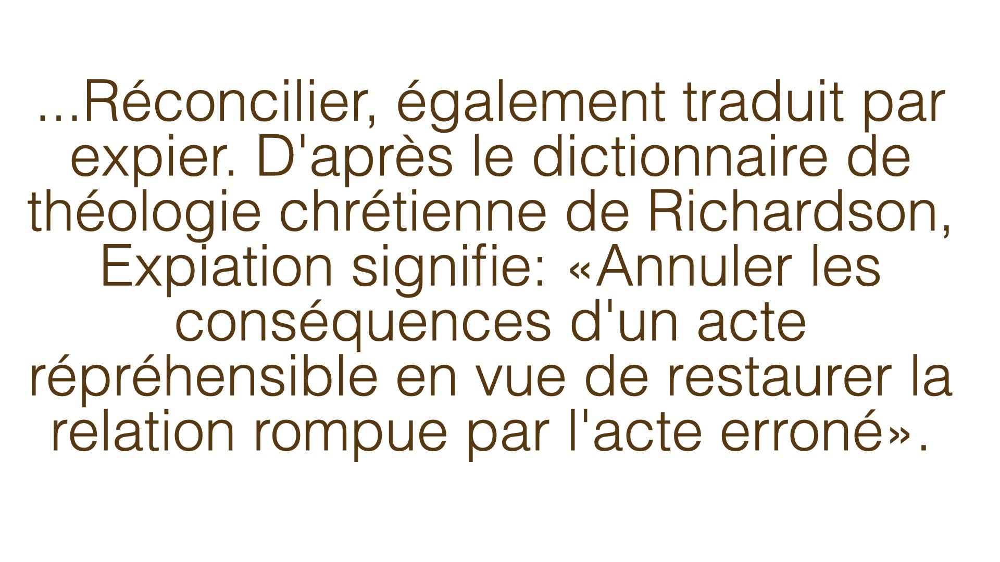 ...Réconcilier, également traduit par
expier. D'après le dictionnaire de
théologie chrétienne de Richardson,
Expiation signifie: «Annuler les
conséquences d'un acte
répréhensible en vue de restaurer la
relation rompue par l'acte erroné».